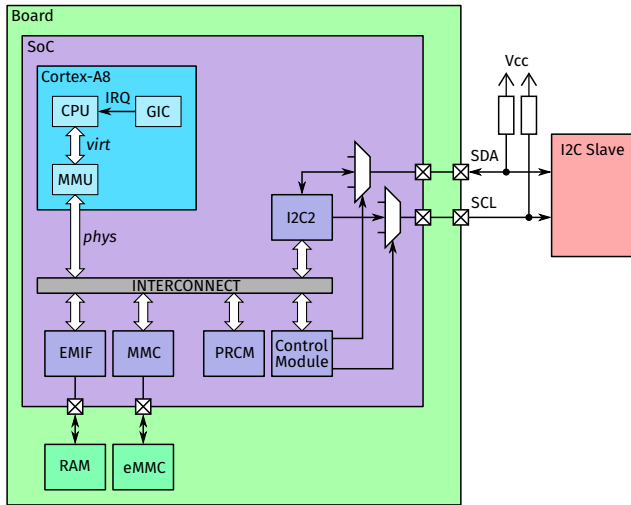 Board
SoC
Cortex-A8
CPU
IRQ
GIC
virt
MMU
phys
Vcc
SDA
I2C Slave
SCL
I2C2
INTERCONNECT
EMIF
MMC
PRCM
Control
Module
RAM
eMMC